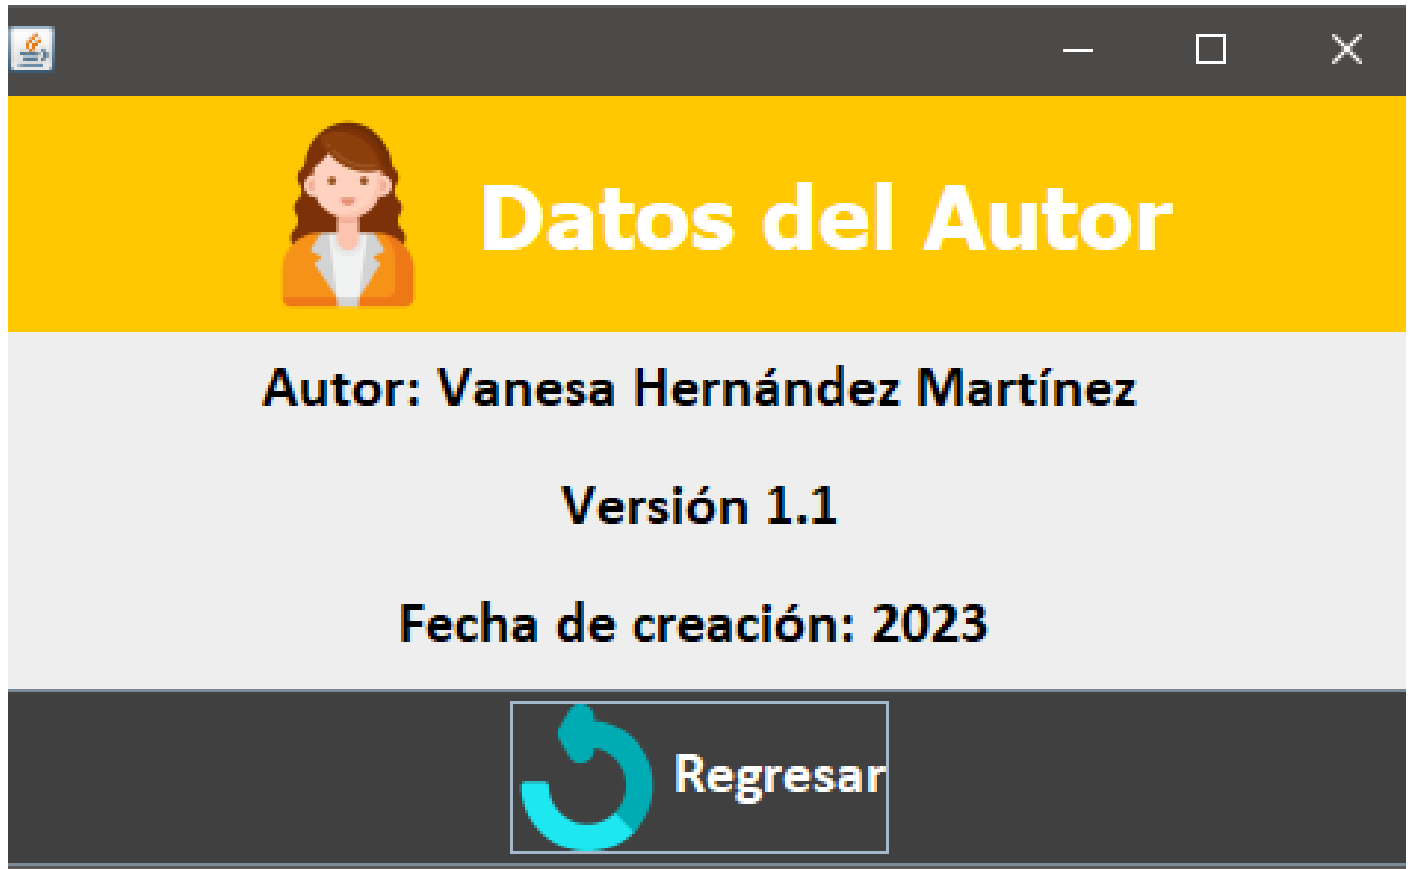 Datos del Autor
Autor: Vanesa Hernández Martínez
Versión 1.1
Fecha de creación: 2023
Regresar